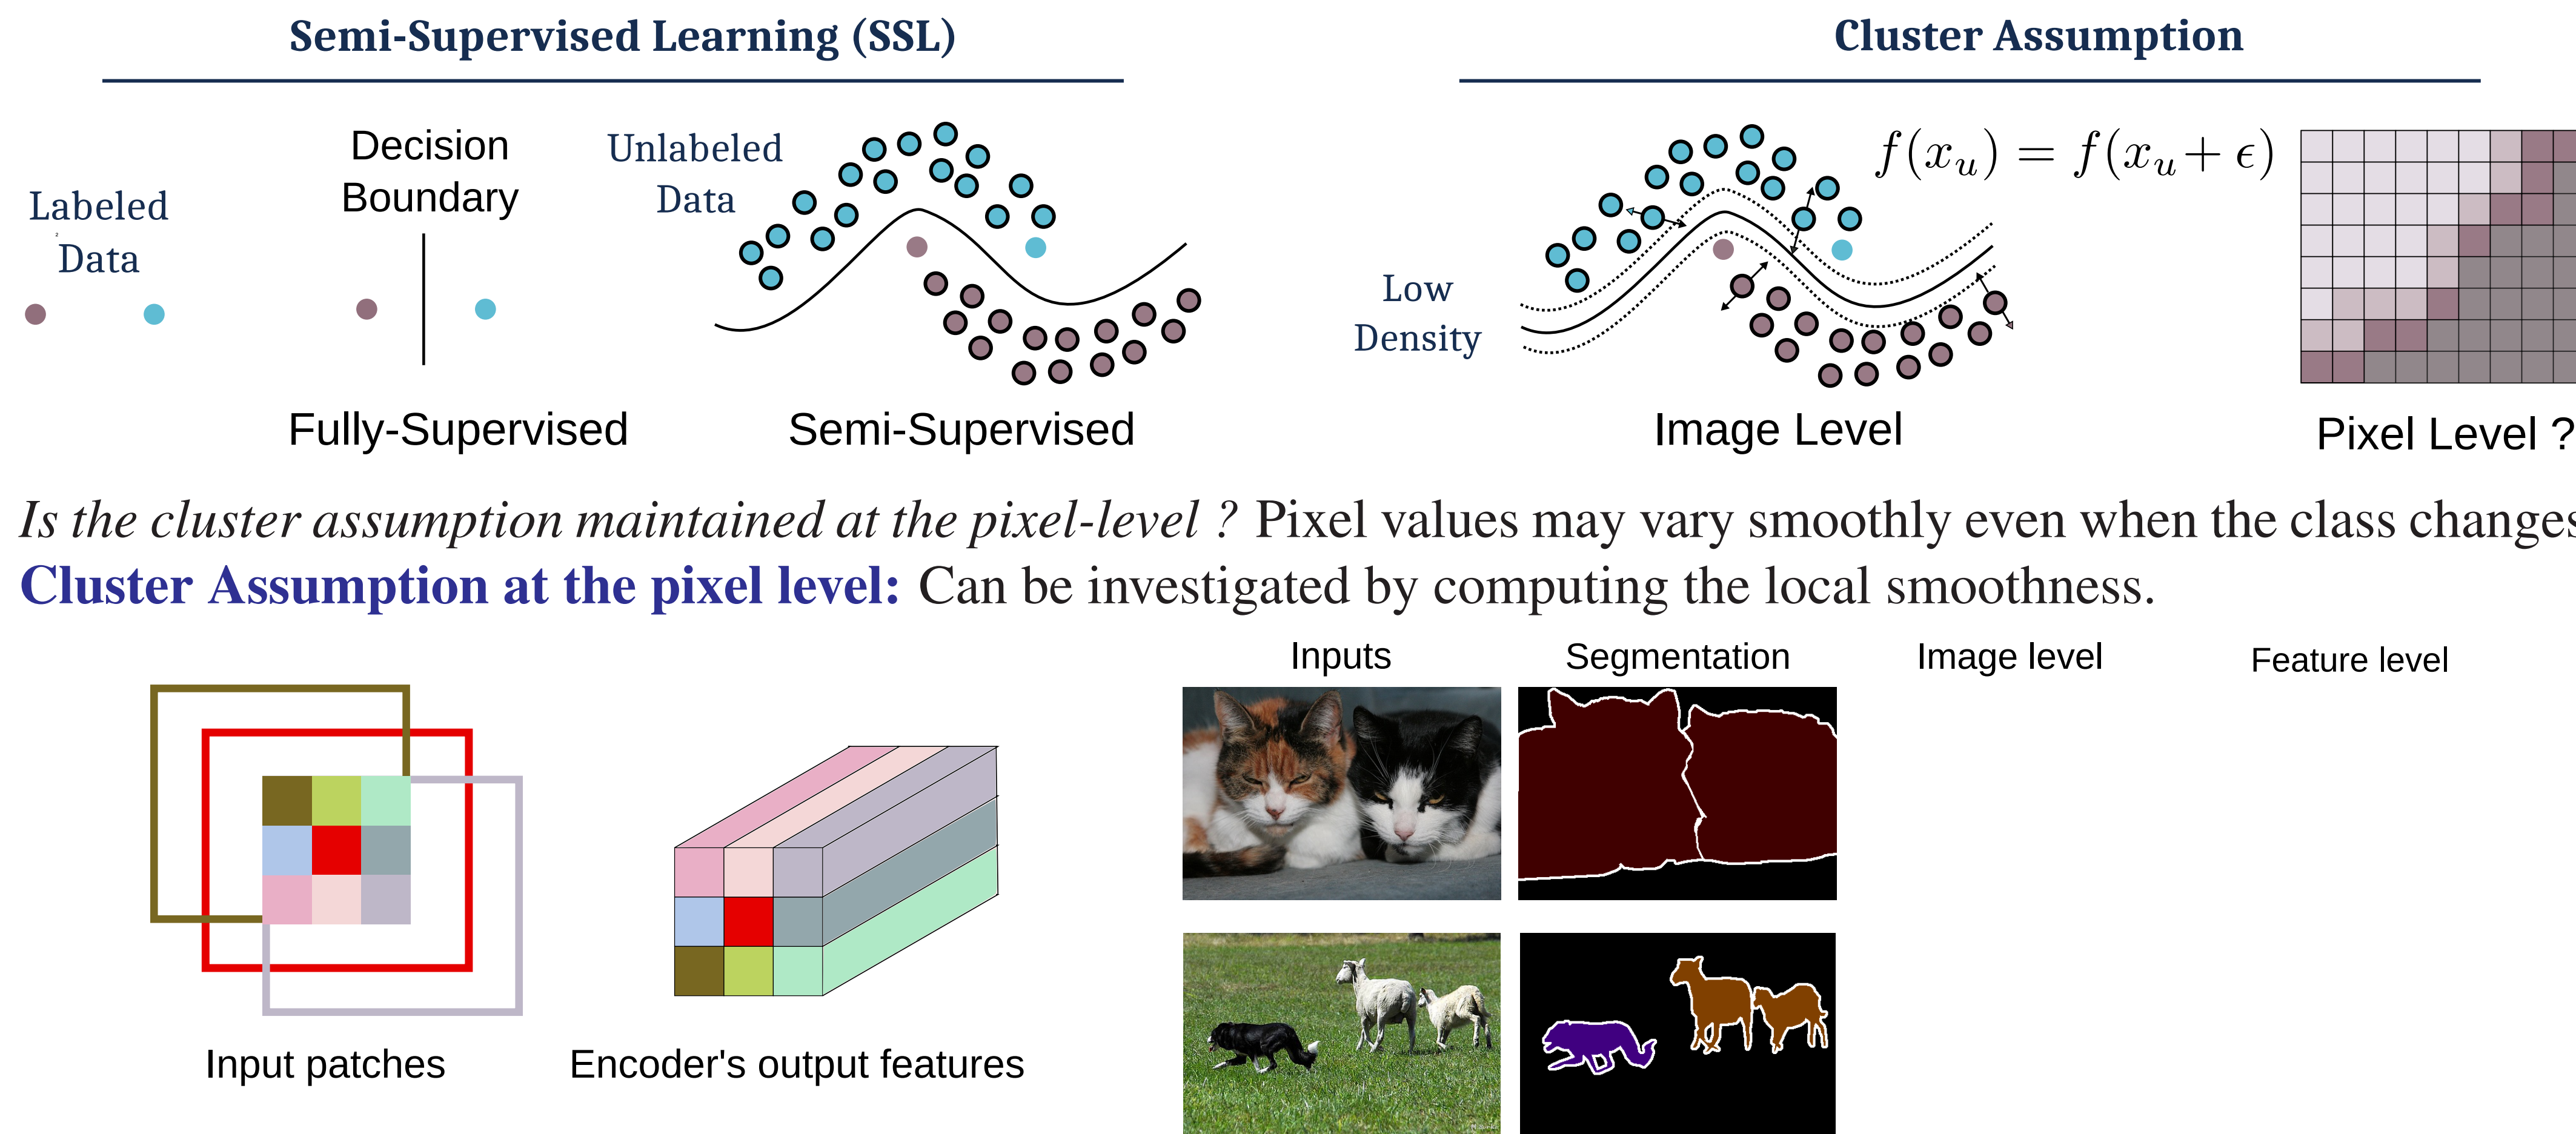 Semi-Supervised Learning (SSL)
Cluster Assumption
Labeled
Data
Decision
Boundary
Unlabeled
Data
Fully-Supervised
Semi-Supervised
Low
Density
f(x_u) = f(x_u + ϵ)
Image Level
Pixel Level ?
Is the cluster assumption maintained at the pixel-level ? Pixel values may vary smoothly even when the class changes
Cluster Assumption at the pixel level: Can be investigated by computing the local smoothness.
Inputs
Segmentation
Image level
Feature level
Input patches
Encoder's output features